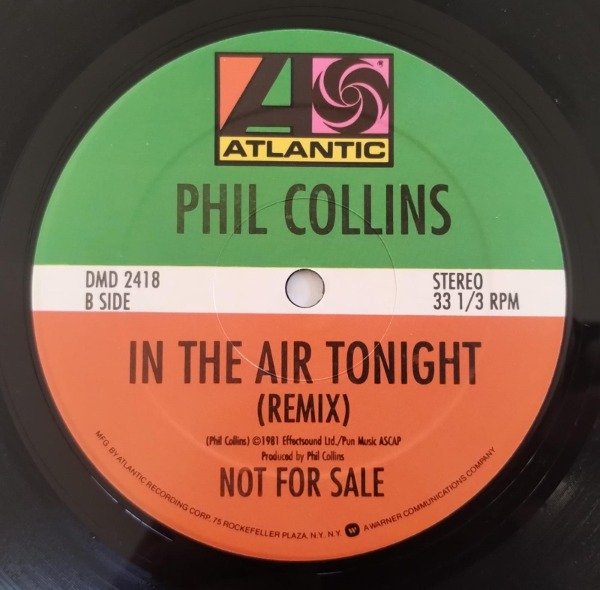 ATLANTIC
PHIL COLLINS
DMD 2418
B SIDE
STEREO
33 1/3 RPM
IN THE AIR TONIGHT
(REMIX)
(Phil Collins) ©1981 Effectsound Ltd./Pun Music ASCAP
Produced by Phil Collins
NOT FOR SALE
MFG. BY ATLANTIC RECORDING CORP. 75 ROCKEFELLER PLAZA, N.Y. N.Y. W A WARNER COMMUNICATIONS COMPANY